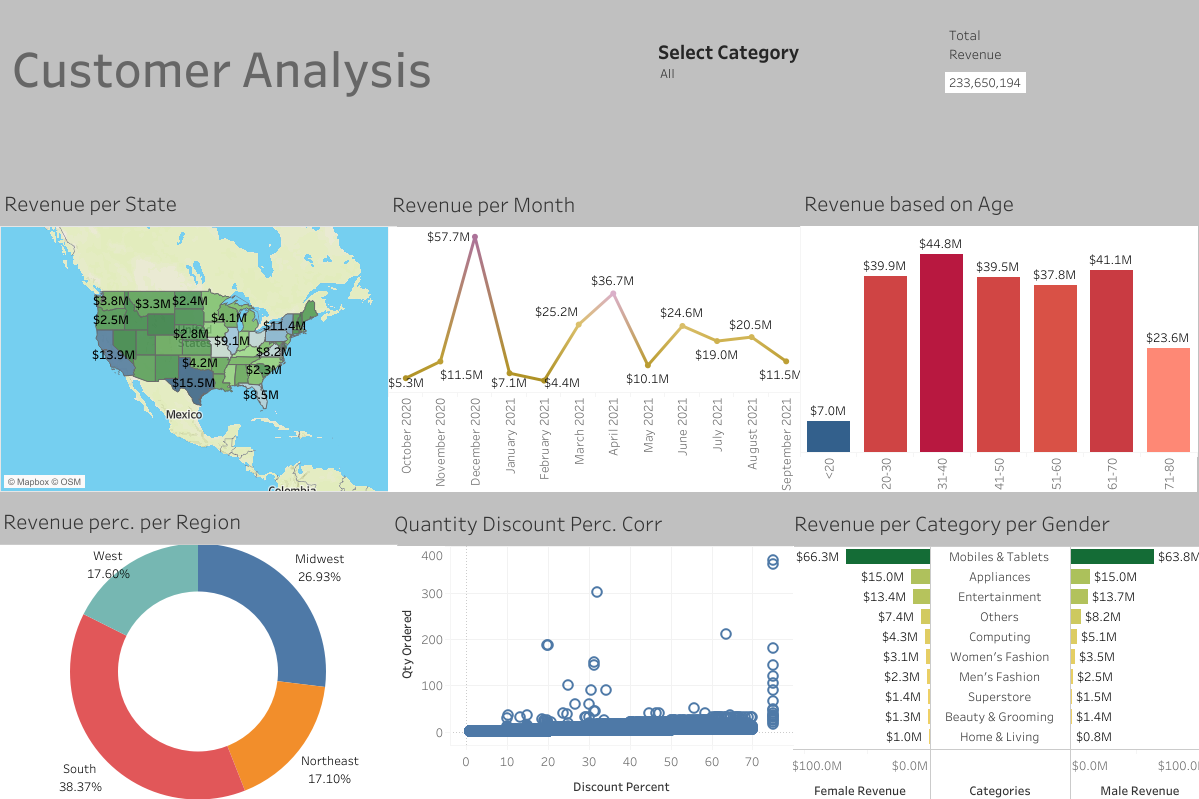 Customer Analysis
Select Category
All
Total
Revenue
233,650,194
Revenue per State
$3.8M
$3.3M
$2.4M
$2.5M
$4.1M
$11.4M
$2.8M
States
$9.1M
$13.9M
$8.2M
$4.2M
$2.3M
$15.5M
$8.5M
Mexico
© Mapbox © OSM
Colombia
Revenue per Month
$57.7M
$36.7M
$25.2M
$24.6M
$20.5M
$19.0M
$5.3M
$11.5M
$7.1M
$4.4M
$10.1M
$11.5M
October 2020
November 2020
December 2020
January 2021
February 2021
March 2021
April 2021
May 2021
June 2021
July 2021
August 2021
September 2021
Revenue based on Age
$7.0M
$39.9M
$44.8M
$39.5M
$37.8M
$41.1M
$23.6M
<20
20-30
31-40
41-50
51-60
61-70
71-80
Revenue perc. per Region
West
17.60%
Midwest
26.93%
South
38.37%
Northeast
17.10%
Quantity Discount Perc. Corr
Qty Ordered
400
300
200
100
0
0
10
20
30
40
50
60
70
Discount Percent
Revenue per Category per Gender
$66.3M Mobiles & Tablets $63.8M
$15.0M Appliances $15.0M
$13.4M Entertainment $13.7M
$7.4M Others $8.2M
$4.3M Computing $5.1M
$3.1M Women's Fashion $3.5M
$2.3M Men's Fashion $2.5M
$1.4M Superstore $1.5M
$1.3M Beauty & Grooming $1.4M
$1.0M Home & Living $0.8M
$100.0M $0.0M $0.0M $100.0
Female Revenue Categories Male Revenue